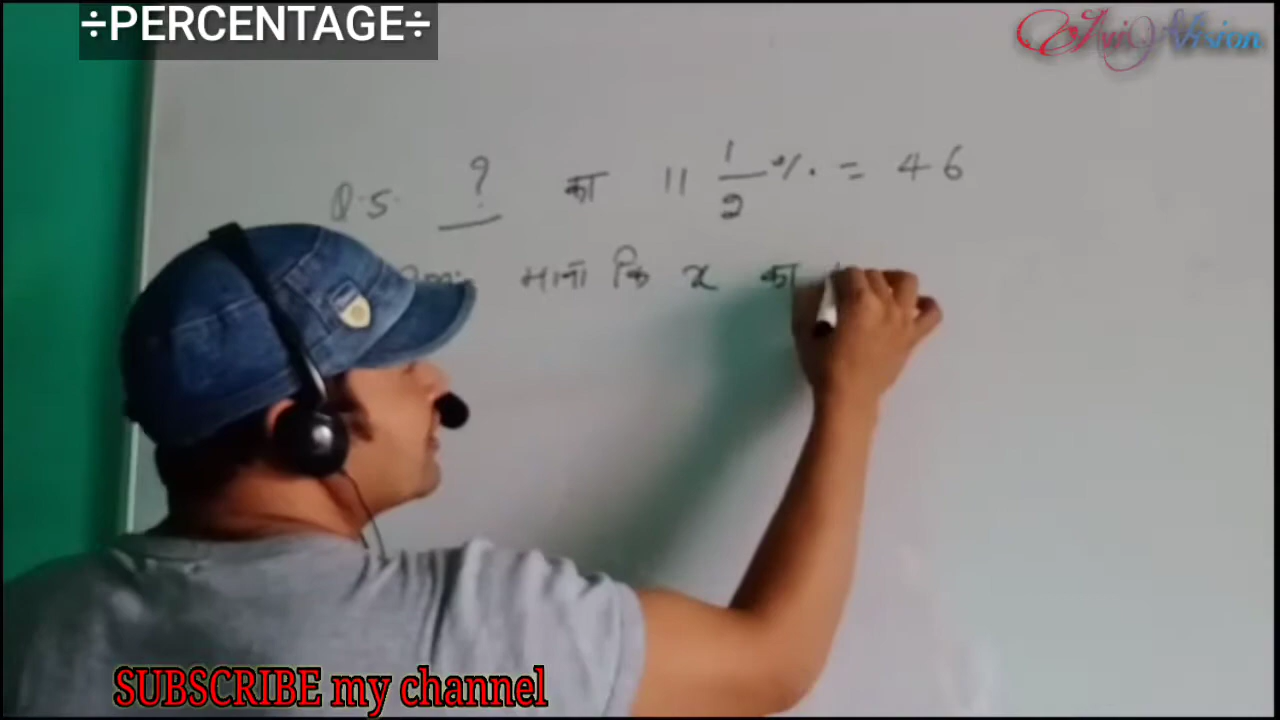 ÷PERCENTAGE÷
Q.5. ? का 11 1/2 % = 46
माना कि x का
SUBSCRIBE my channel